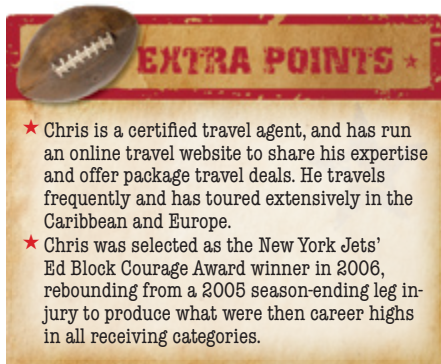 EXTRA POINTS
Chris is a certified travel agent, and has run
an online travel website to share his expertise
and offer package travel deals. He travels
frequently and has toured extensively in the
Caribbean and Europe.
Chris was selected as the New York Jets'
Ed Block Courage Award winner in 2006,
rebounding from a 2005 season-ending leg in-
jury to produce what were then career highs
in all receiving categories.